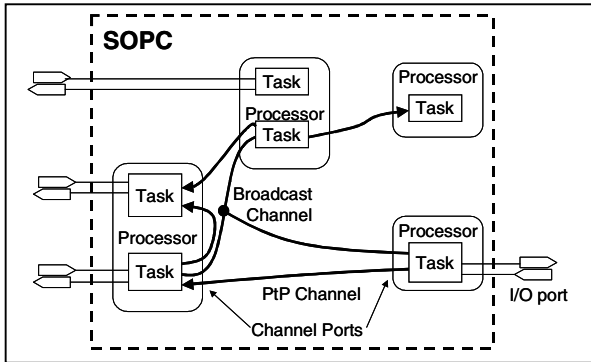 SOPC
Task
Processor
Task
Processor
Task
Task
Processor
Task
Broadcast
Channel
Processor
Task
PtP Channel
I/O port
Channel Ports